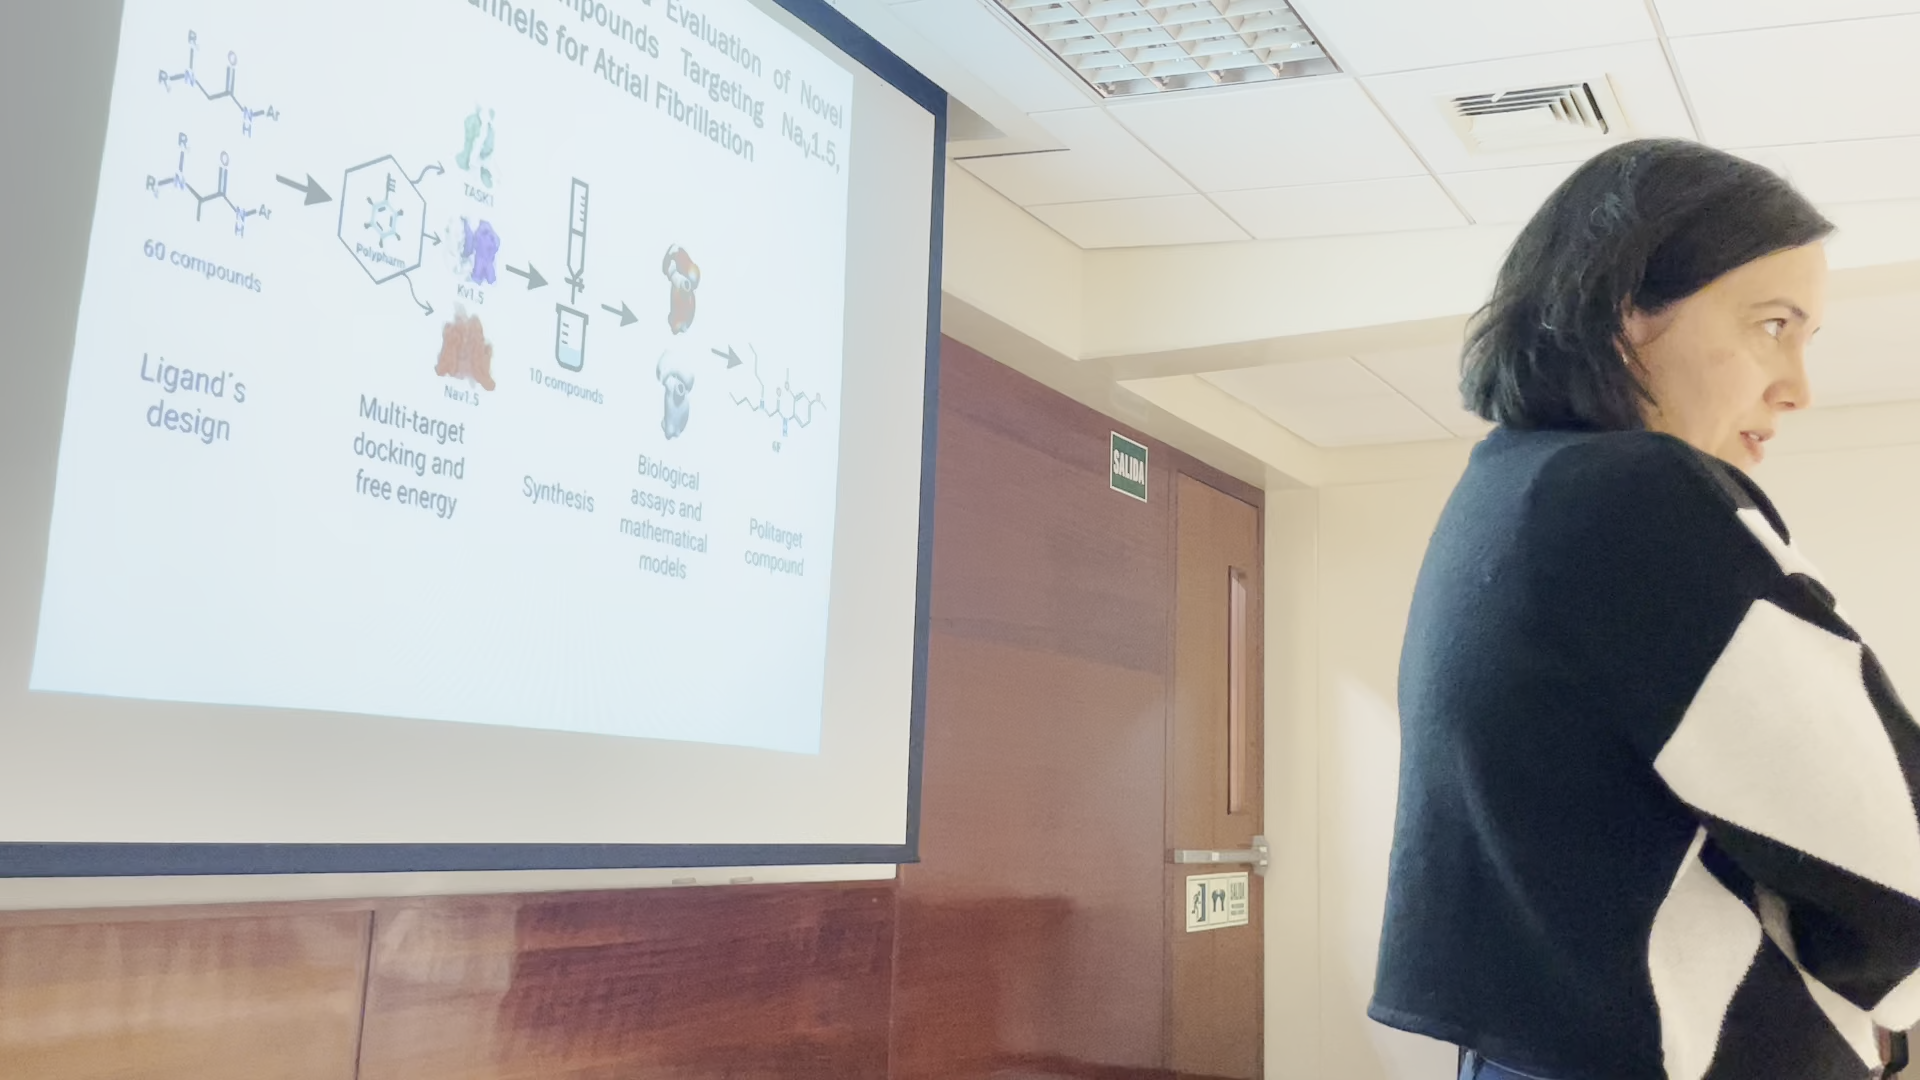 Evaluation of Novel
Compounds Targeting Nav1.5,
for Atrial Fibrillation
R
R
N
O
N
H
Ar
R
R
N
O
N
H
Ar
60 compounds
Polypharm
TASK1
Kv1.5
Nav1.5
10 compounds
Ligand´s
design
Multi-target
docking and
free energy
Synthesis
Biological
assays and
mathematical
models
Politarget
compound
SALIDA
SALIDA